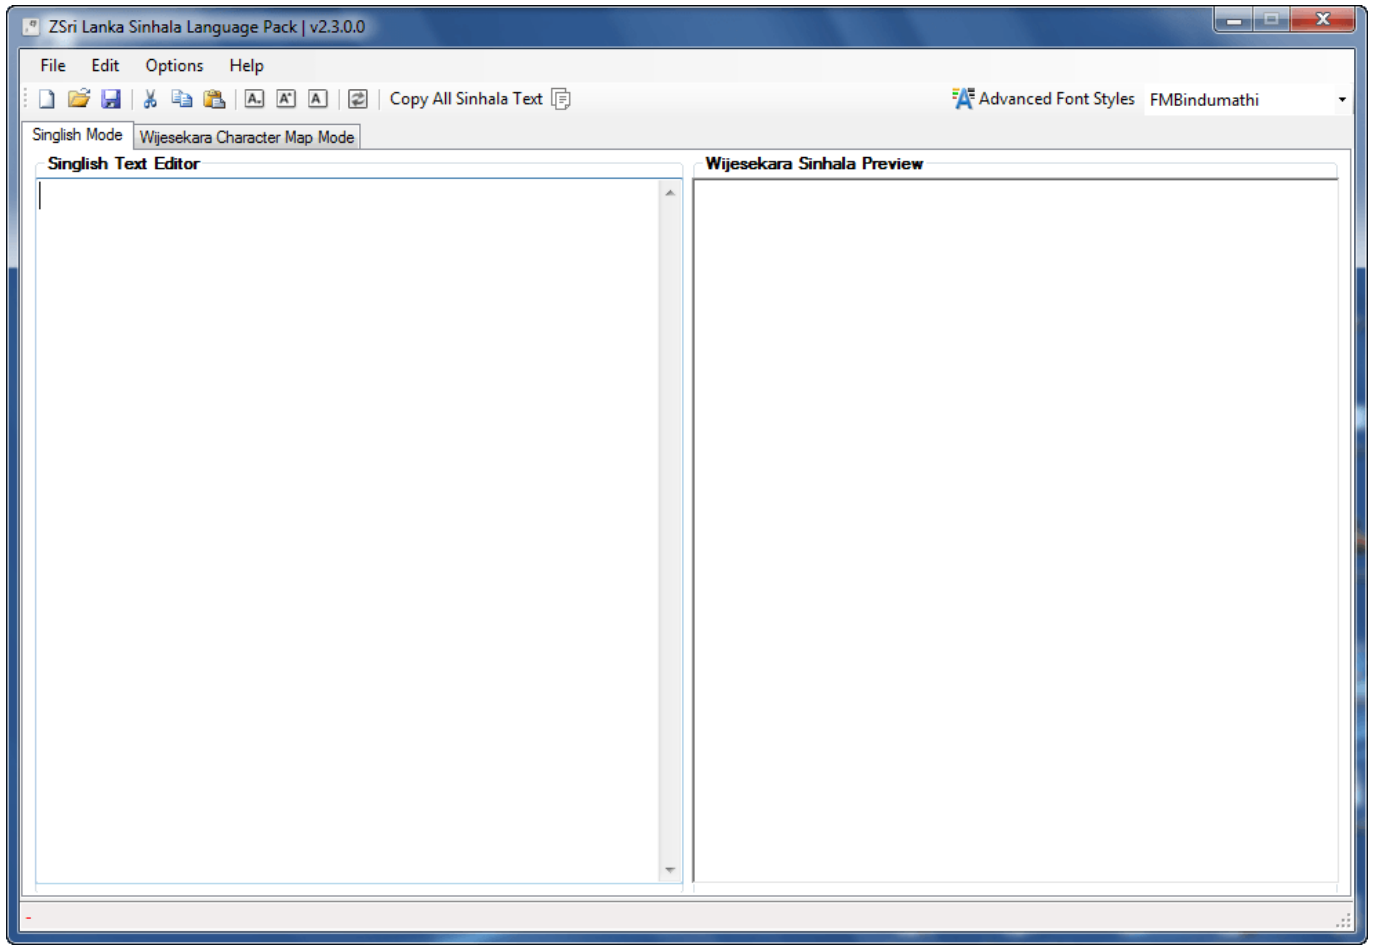 ZSri Lanka Sinhala Language Pack | v2.3.0.0
File Edit Options Help
Copy All Sinhala Text Advanced Font Styles FMBindumathi
Singlish Mode Wijesekara Character Map Mode
Singlish Text Editor Wijesekara Sinhala Preview
-